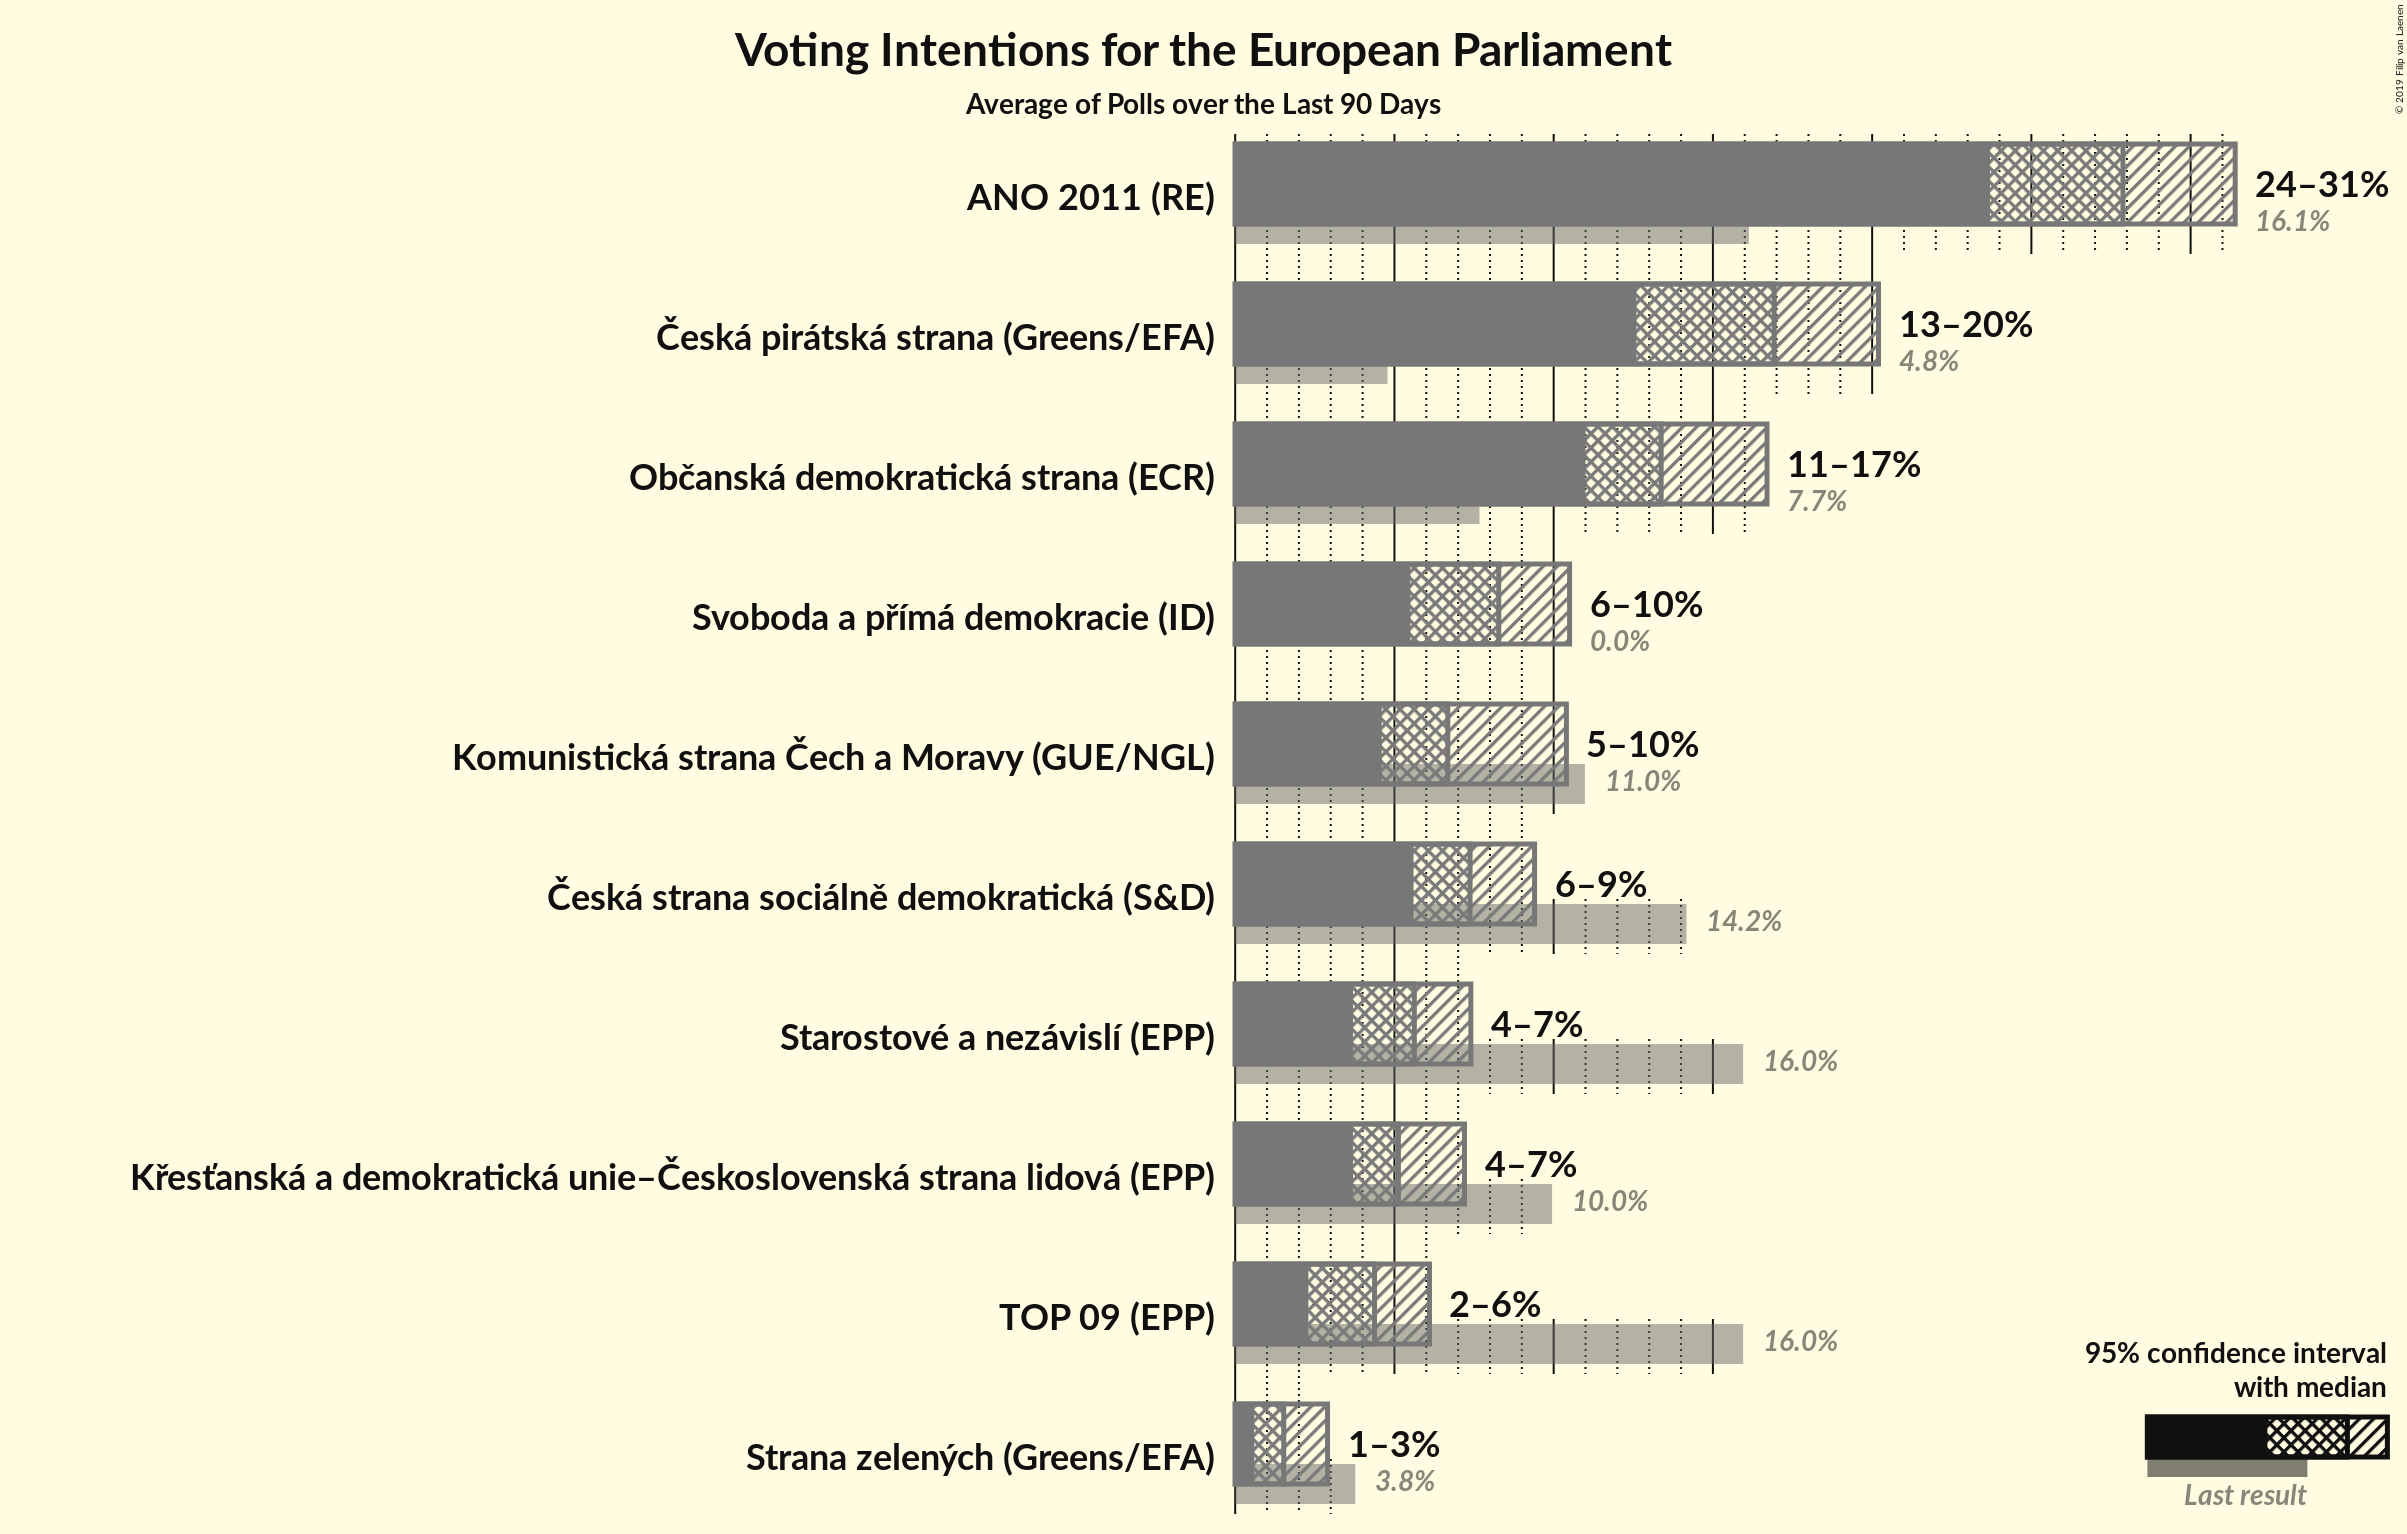 Voting Intentions for the European Parliament
Average of Polls over the Last 90 Days
© 2019 Filip van Laenen
ANO 2011 (RE)
24–31%
16.1%
Česká pirátská strana (Greens/EFA)
13–20%
4.8%
Občanská demokratická strana (ECR)
11–17%
7.7%
Svoboda a přímá demokracie (ID)
6–10%
0.0%
Komunistická strana Čech a Moravy (GUE/NGL)
5–10%
11.0%
Česká strana sociálně demokratická (S&D)
6–9%
14.2%
Starostové a nezávislí (EPP)
4–7%
16.0%
Křesťanská a demokratická unie–Československá strana lidová (EPP)
4–7%
10.0%
TOP 09 (EPP)
2–6%
16.0%
Strana zelených (Greens/EFA)
1–3%
3.8%
95% confidence interval
with median
Last result